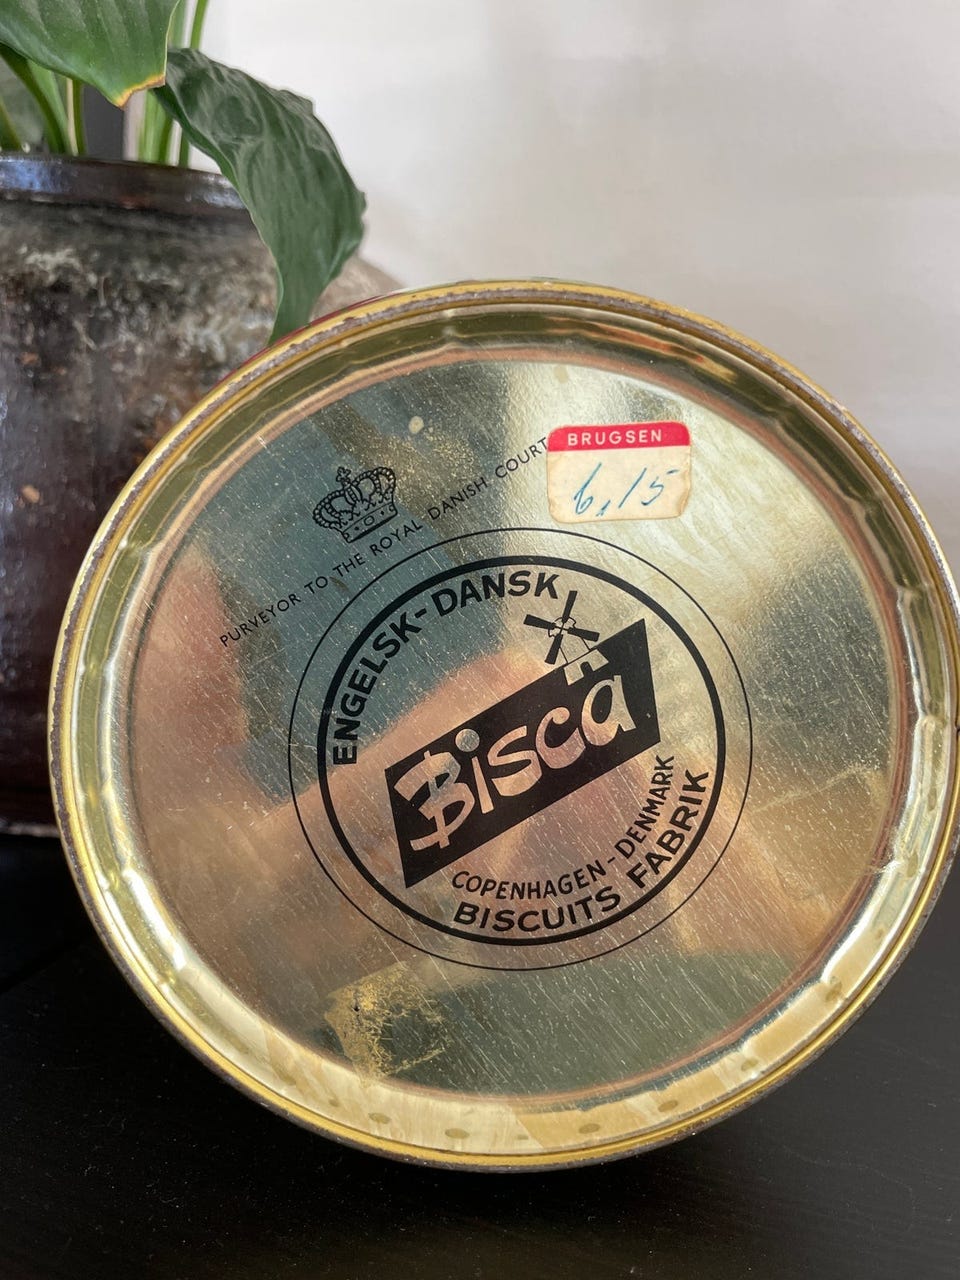 BRUGSEN
6,15
PURVEYOR TO THE ROYAL DANISH COURT
ENGELSK-DANSK
Bisca
COPENHAGEN-DENMARK
BISCUITS FABRIK